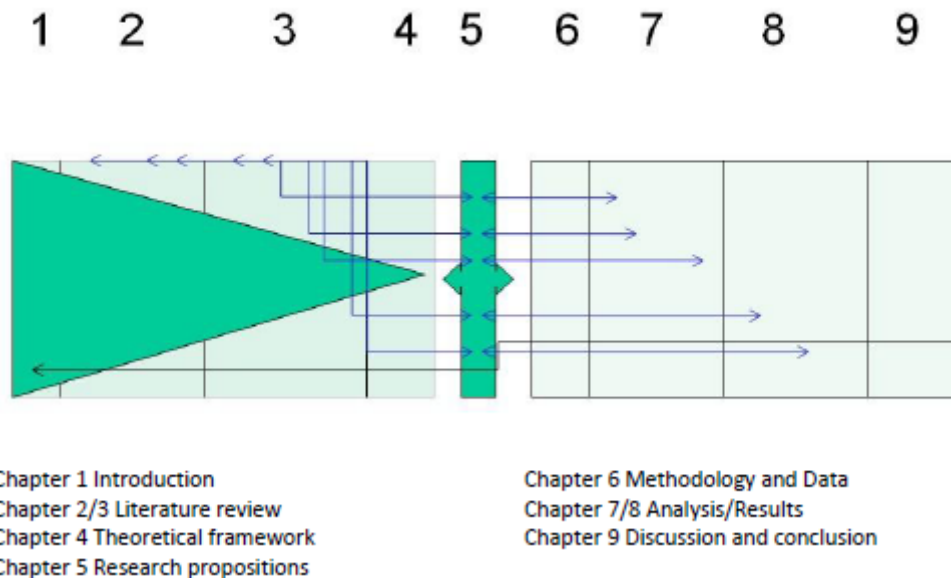 1 2 3 4 5 6 7 8 9
Chapter 1 Introduction
Chapter 2/3 Literature review
Chapter 4 Theoretical framework
Chapter 5 Research propositions
Chapter 6 Methodology and Data
Chapter 7/8 Analysis/Results
Chapter 9 Discussion and conclusion